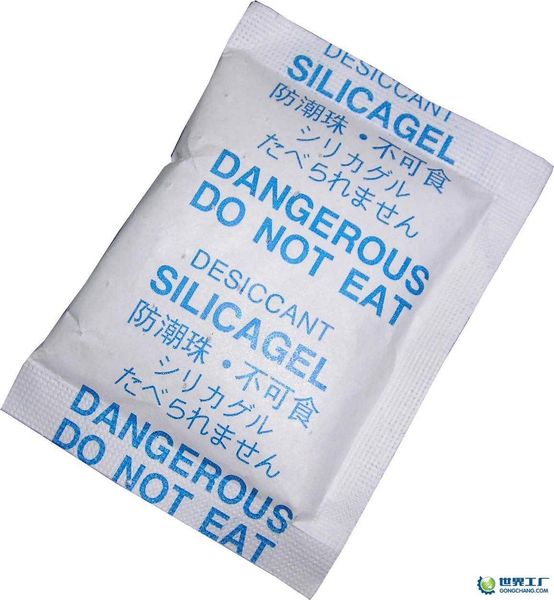 DESICCANT
SILICAGEL
防潮珠・不可食
シリカゲル
たべられません
DANGEROUS
DO NOT EAT
DESICCANT
SILICAGEL
防潮珠・不可食
シリカゲル
たべられません
DANGEROUS
DO NOT EAT
世界工厂
GONGCHANG.COM